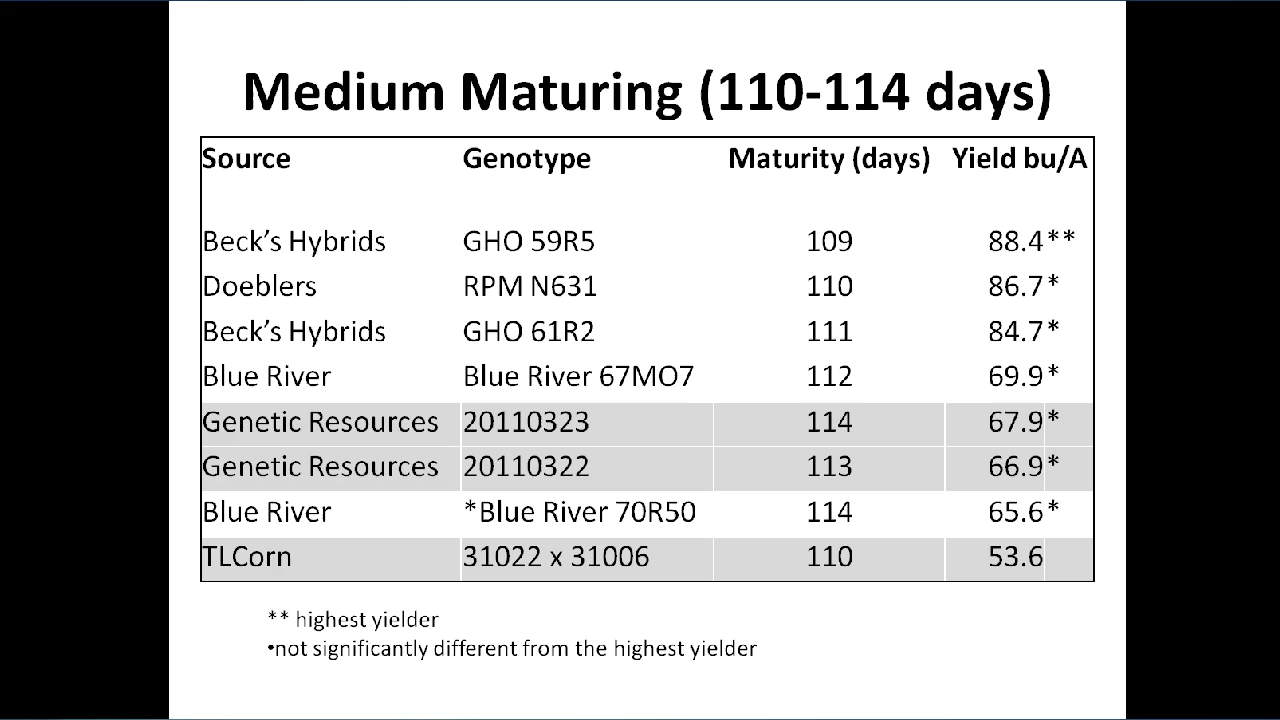 Medium Maturing (110-114 days)
Source Genotype Maturity (days) Yield bu/A
Beck’s Hybrids GHO 59R5 109 88.4**
Doeblers RPM N631 110 86.7*
Beck’s Hybrids GHO 61R2 111 84.7*
Blue River Blue River 67MO7 112 69.9*
Genetic Resources 20110323 114 67.9*
Genetic Resources 20110322 113 66.9*
Blue River *Blue River 70R50 114 65.6*
TLCorn 31022 x 31006 110 53.6
** highest yielder
•not significantly different from the highest yielder